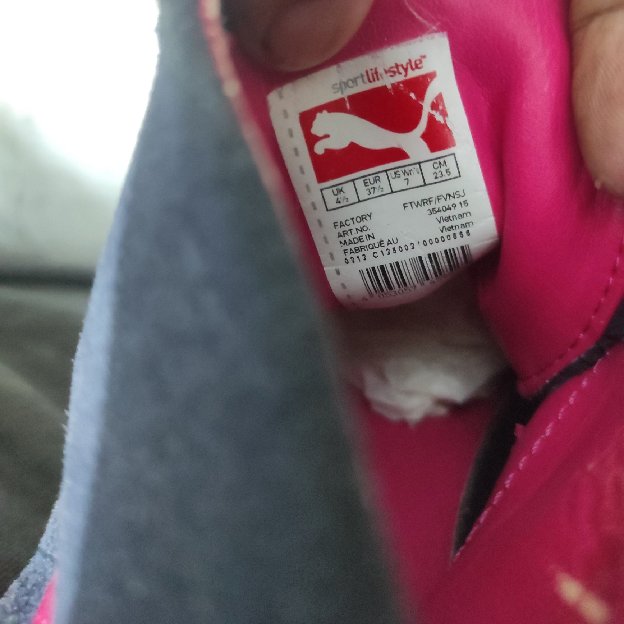 sportlifestyle™
UK EUR US Wn's CM
4½ 37½ 7 23.5
FACTORY FTWRF/FVNSJ
ART.NO. 354049 15
MADE IN Vietnam
FABRIQUÉ AU Vietnam